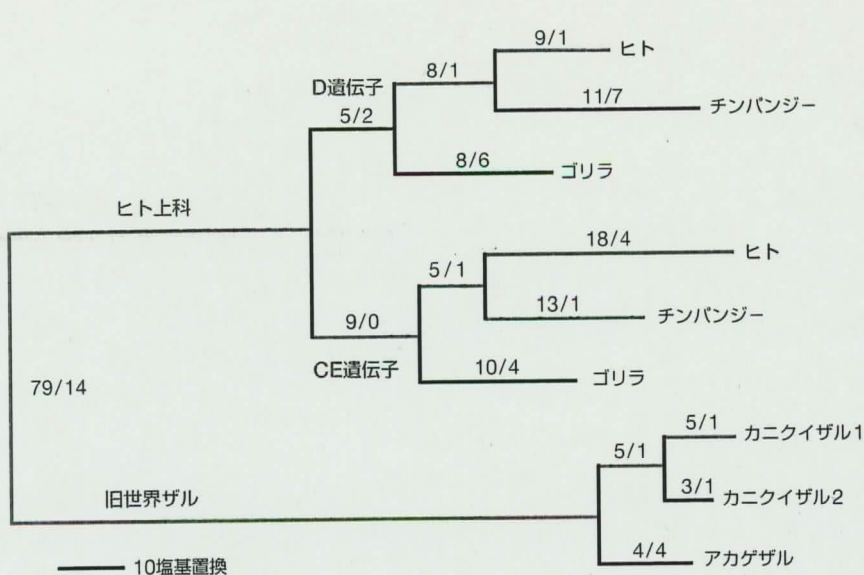 9/1
ヒト
8/1
D遺伝子
11/7
チンパンジー
5/2
8/6
ゴリラ
ヒト上科
18/4
ヒト
5/1
13/1
チンパンジー
9/0
CE遺伝子
10/4
ゴリラ
79/14
5/1
カニクイザル1
5/1
3/1
カニクイザル2
旧世界ザル
4/4
アカゲザル
10塩基置換